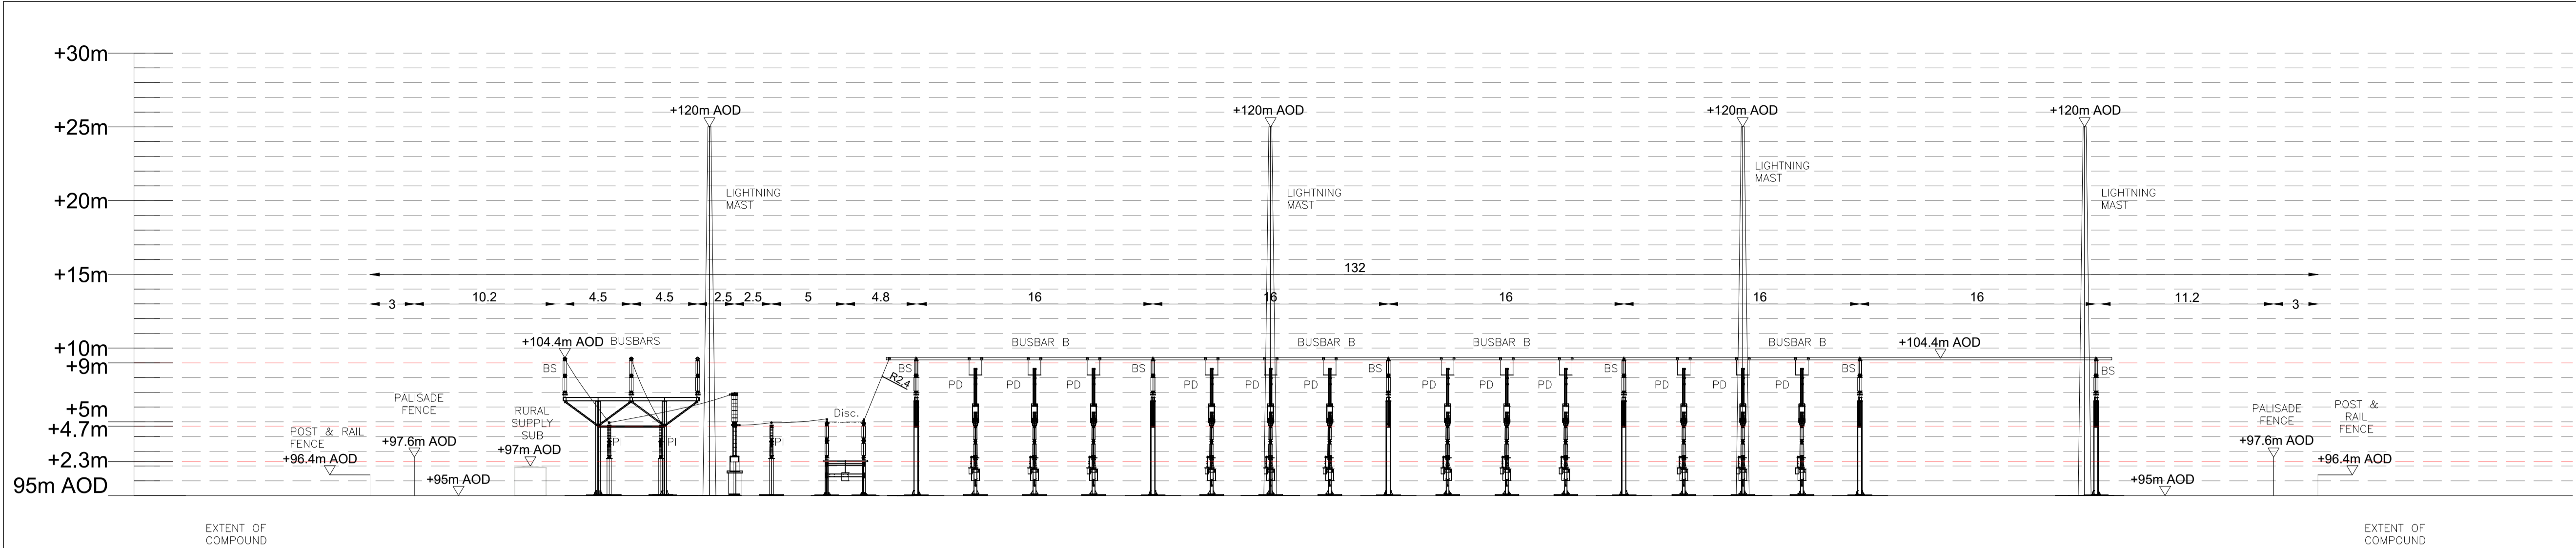 +30m
+25m
+20m
+15m
+10m
+9m
+5m
+4.7m
+2.3m
95m AOD
+120m AOD
+120m AOD
+120m AOD
+120m AOD
LIGHTNING
MAST
LIGHTNING
MAST
LIGHTNING
MAST
LIGHTNING
MAST
132
3
10.2
4.5
4.5
2.5
2.5
5
4.8
16
16
16
16
16
11.2
3
+104.4m AOD
BUSBARS
BUSBAR B
BUSBAR B
BUSBAR B
BUSBAR B
+104.4m AOD
BS
BS
BS
BS
BS
BS
BS
R2.4
PD
PD
PD
PD
PD
PD
PD
PD
PD
PD
PD
PD
PALISADE
FENCE
+97.6m AOD
POST & RAIL
FENCE
+96.4m AOD
RURAL
SUPPLY
SUB
+97m AOD
+95m AOD
PI
PI
PI
Disc.
PALISADE
FENCE
+97.6m AOD
POST &
RAIL
FENCE
+96.4m AOD
+95m AOD
EXTENT OF
COMPOUND
EXTENT OF
COMPOUND